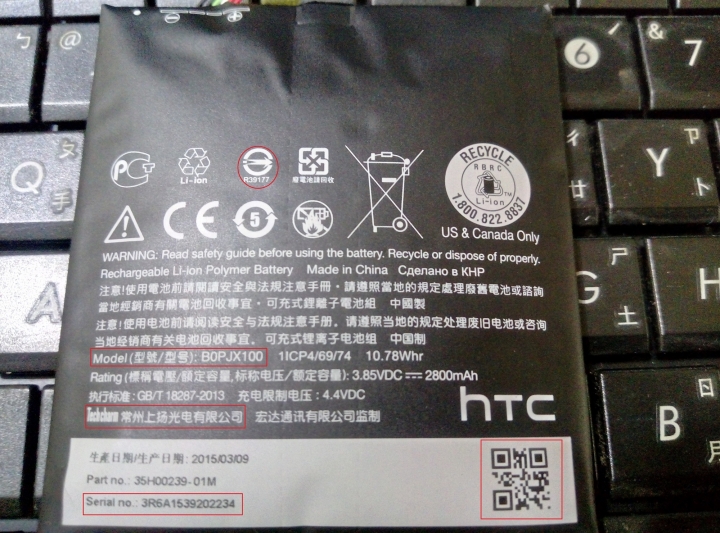 R39177
Li-ion
廢電池請回收
RECYCLE
RBRC
Li-ion
1.800.822.8837
5
US & Canada Only
WARNING: Read safety guide before using the battery. Recycle or dispose of properly.
Rechargeable Li-Ion Polymer Battery Made in China Сделано в КНР
注意!使用電池前請閱讀安全與法規注意手冊，請遵照當地的規定處理廢舊電池或諮詢
當地經銷商有關電池回收事宜，可充式鋰離子電池組 中國製
注意!使用电池前请阅读安全与法规注意手册，请遵照当地的规定处理废旧电池或咨询
当地经销商有关电池回收事宜，可充式锂离子电池组 中国制
Model (型號/型号): B0PJX100 1ICP4/69/74 10.78Whr
Rating (標稱電壓/額定容量,标称电压/额定容量): 3.85VDC 2800mAh
执行标准: GB/T 18287-2013 充电限制电压: 4.4VDC
Techcharm 常州上扬光电有限公司 宏达通讯有限公司监制
hTC
生產日期/生产日期: 2015/03/09
Part no.: 35H00239-01M
Serial no.: 3R6A1539202234
ㄅ
@
6
&
7
Q
ㄆ
手
Y
ㄗ
廿
A
G
ㄕ
土
H
B
月